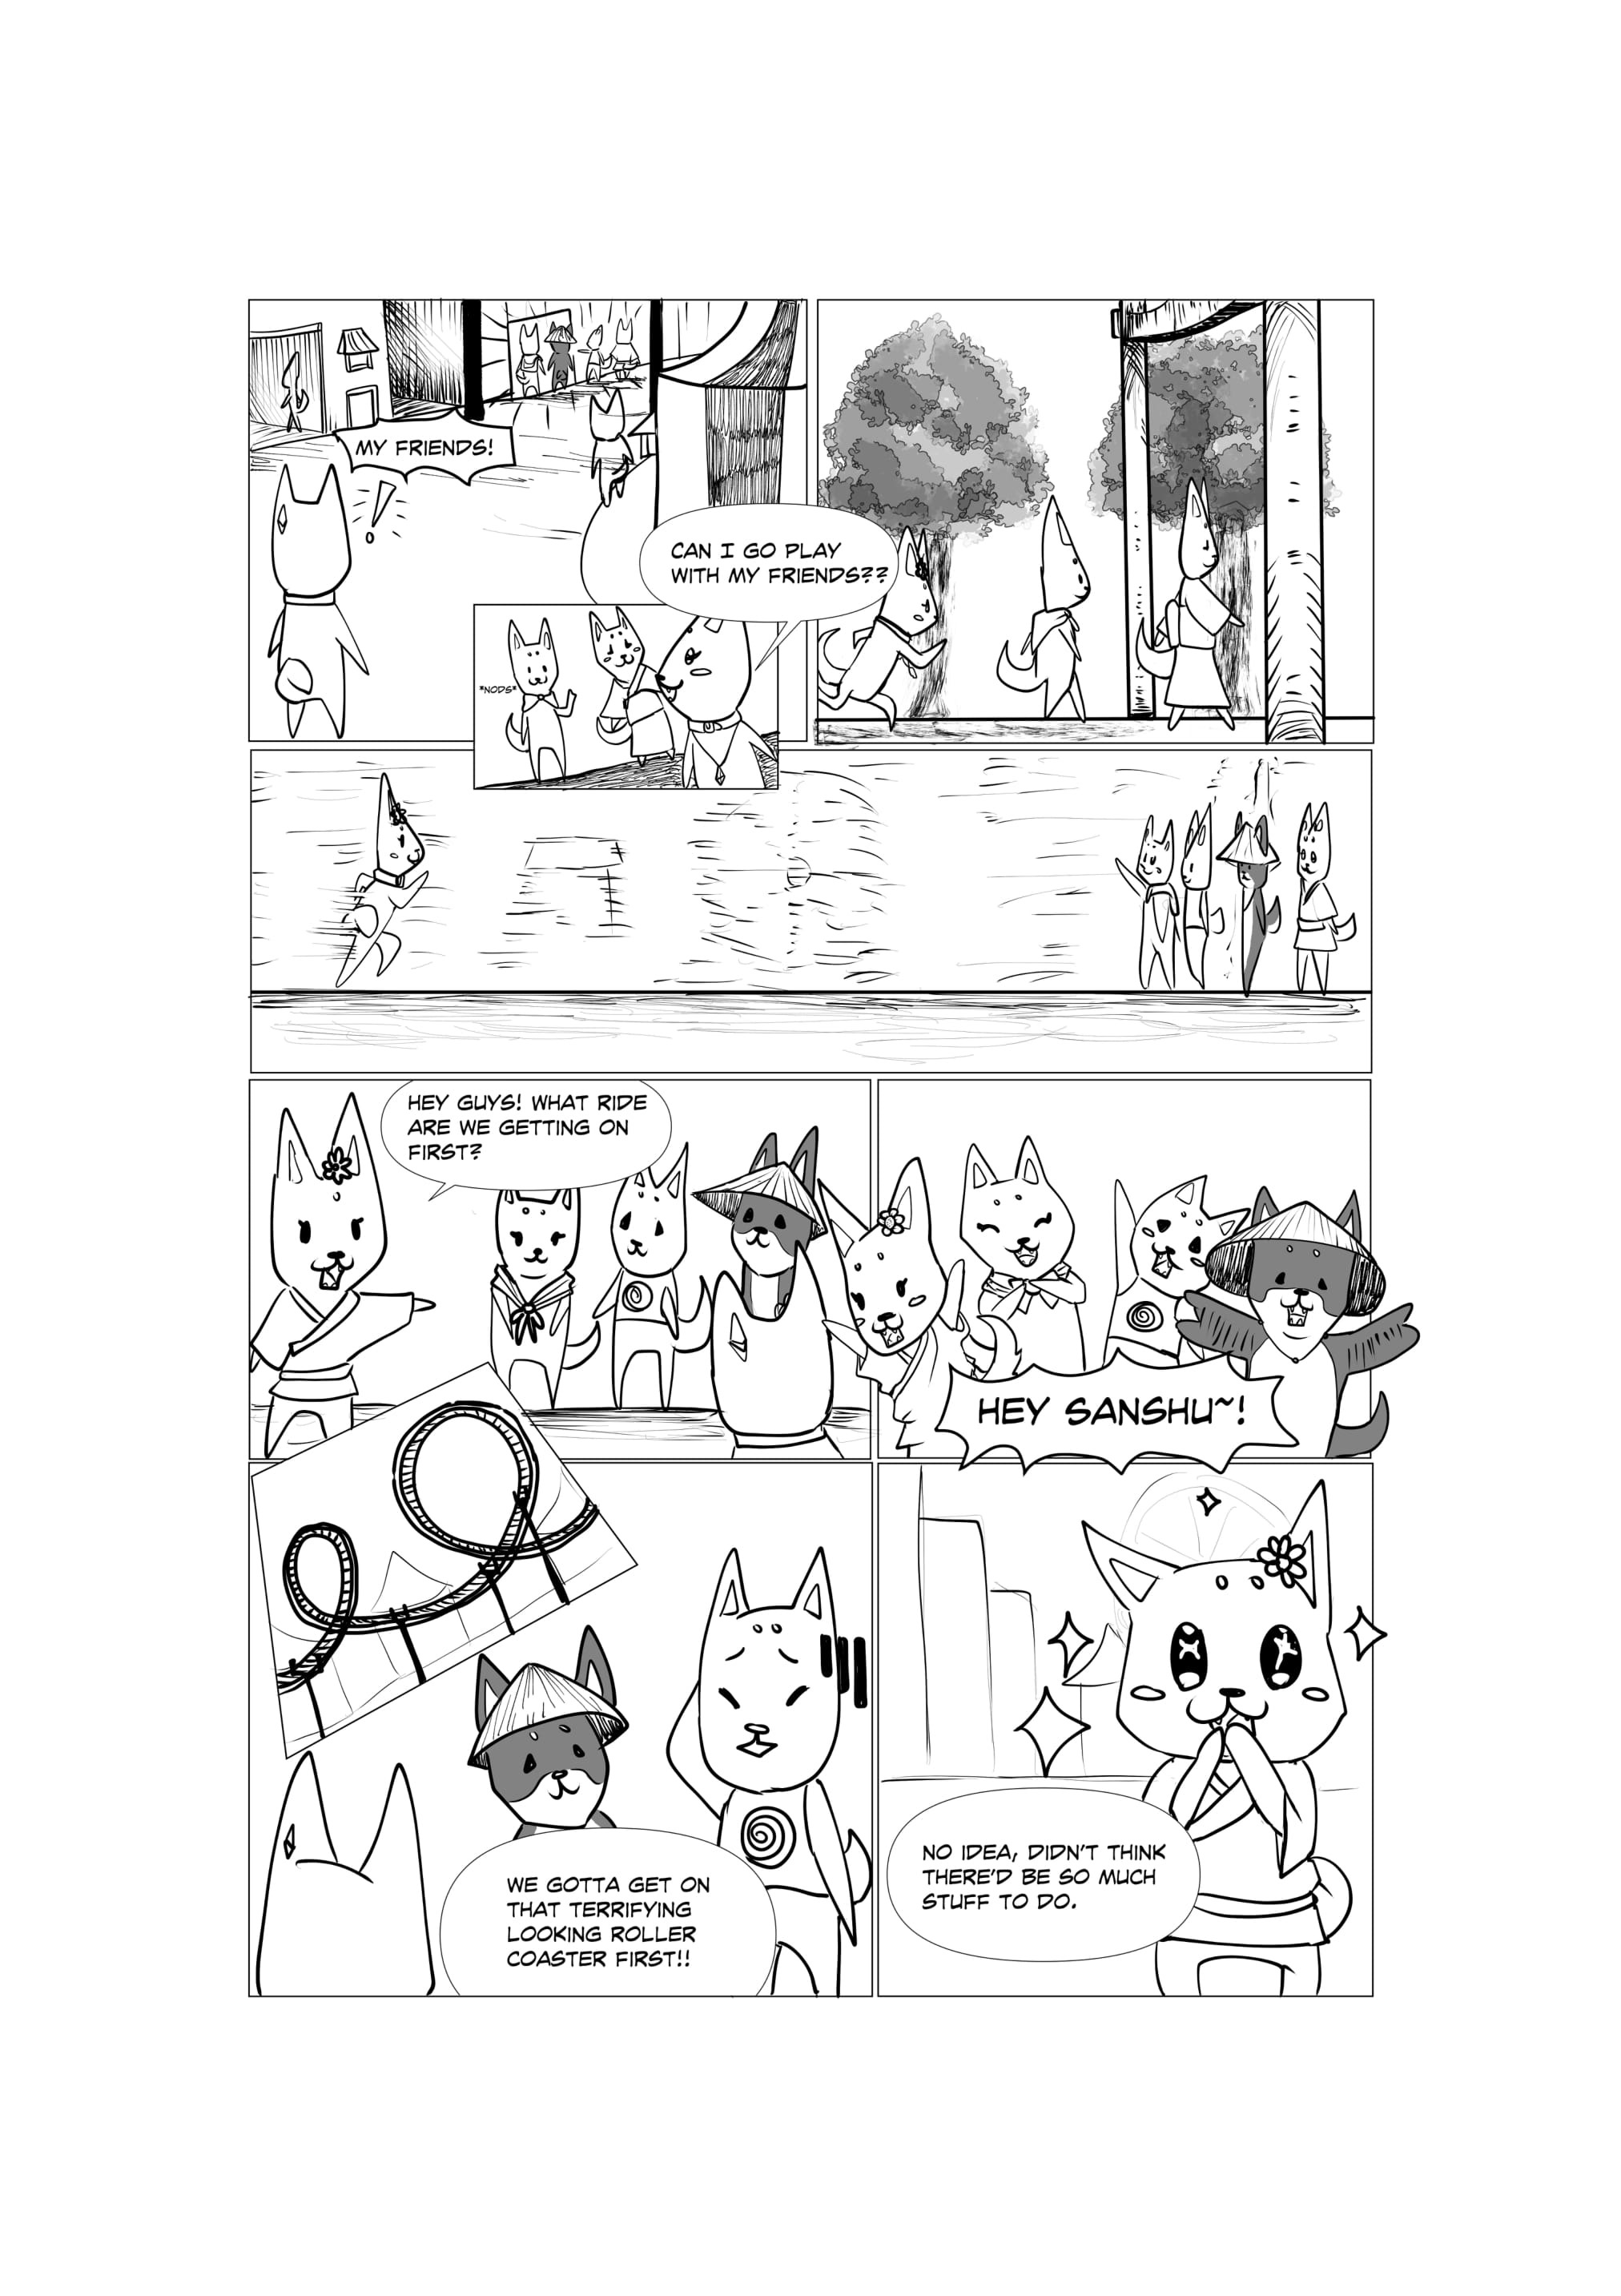 MY FRIENDS!
CAN I GO PLAY
WITH MY FRIENDS??
*NODS*
HEY SANSHU~!
HEY GUYS! WHAT RIDE
ARE WE GETTING ON
FIRST?
NO IDEA, DIDN'T THINK
THERE'D BE SO MUCH
STUFF TO DO.
WE GOTTA GET ON
THAT TERRIFYING
LOOKING ROLLER
COASTER FIRST!!